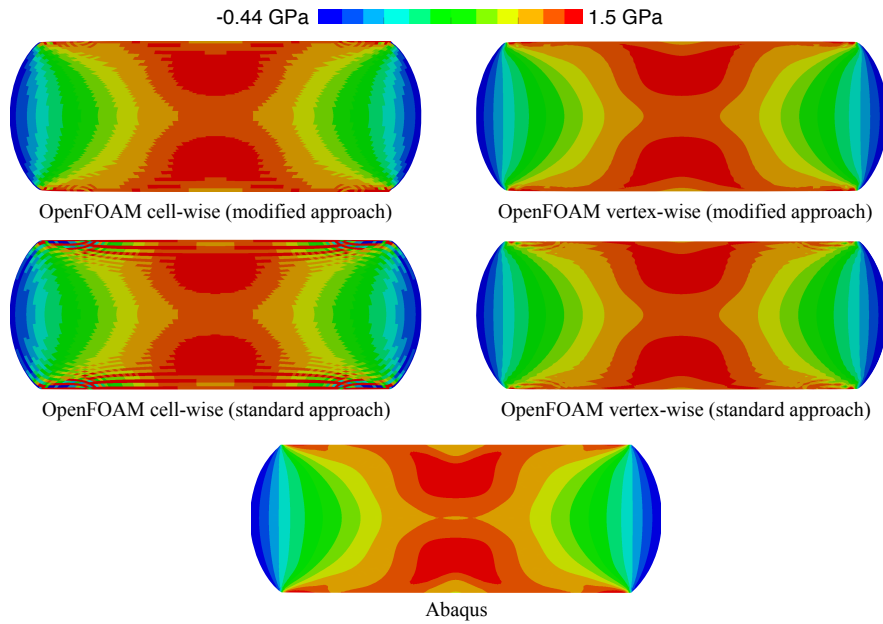 -0.44 GPa 1.5 GPa
OpenFOAM cell-wise (modified approach) OpenFOAM vertex-wise (modified approach)
OpenFOAM cell-wise (standard approach) OpenFOAM vertex-wise (standard approach)
Abaqus